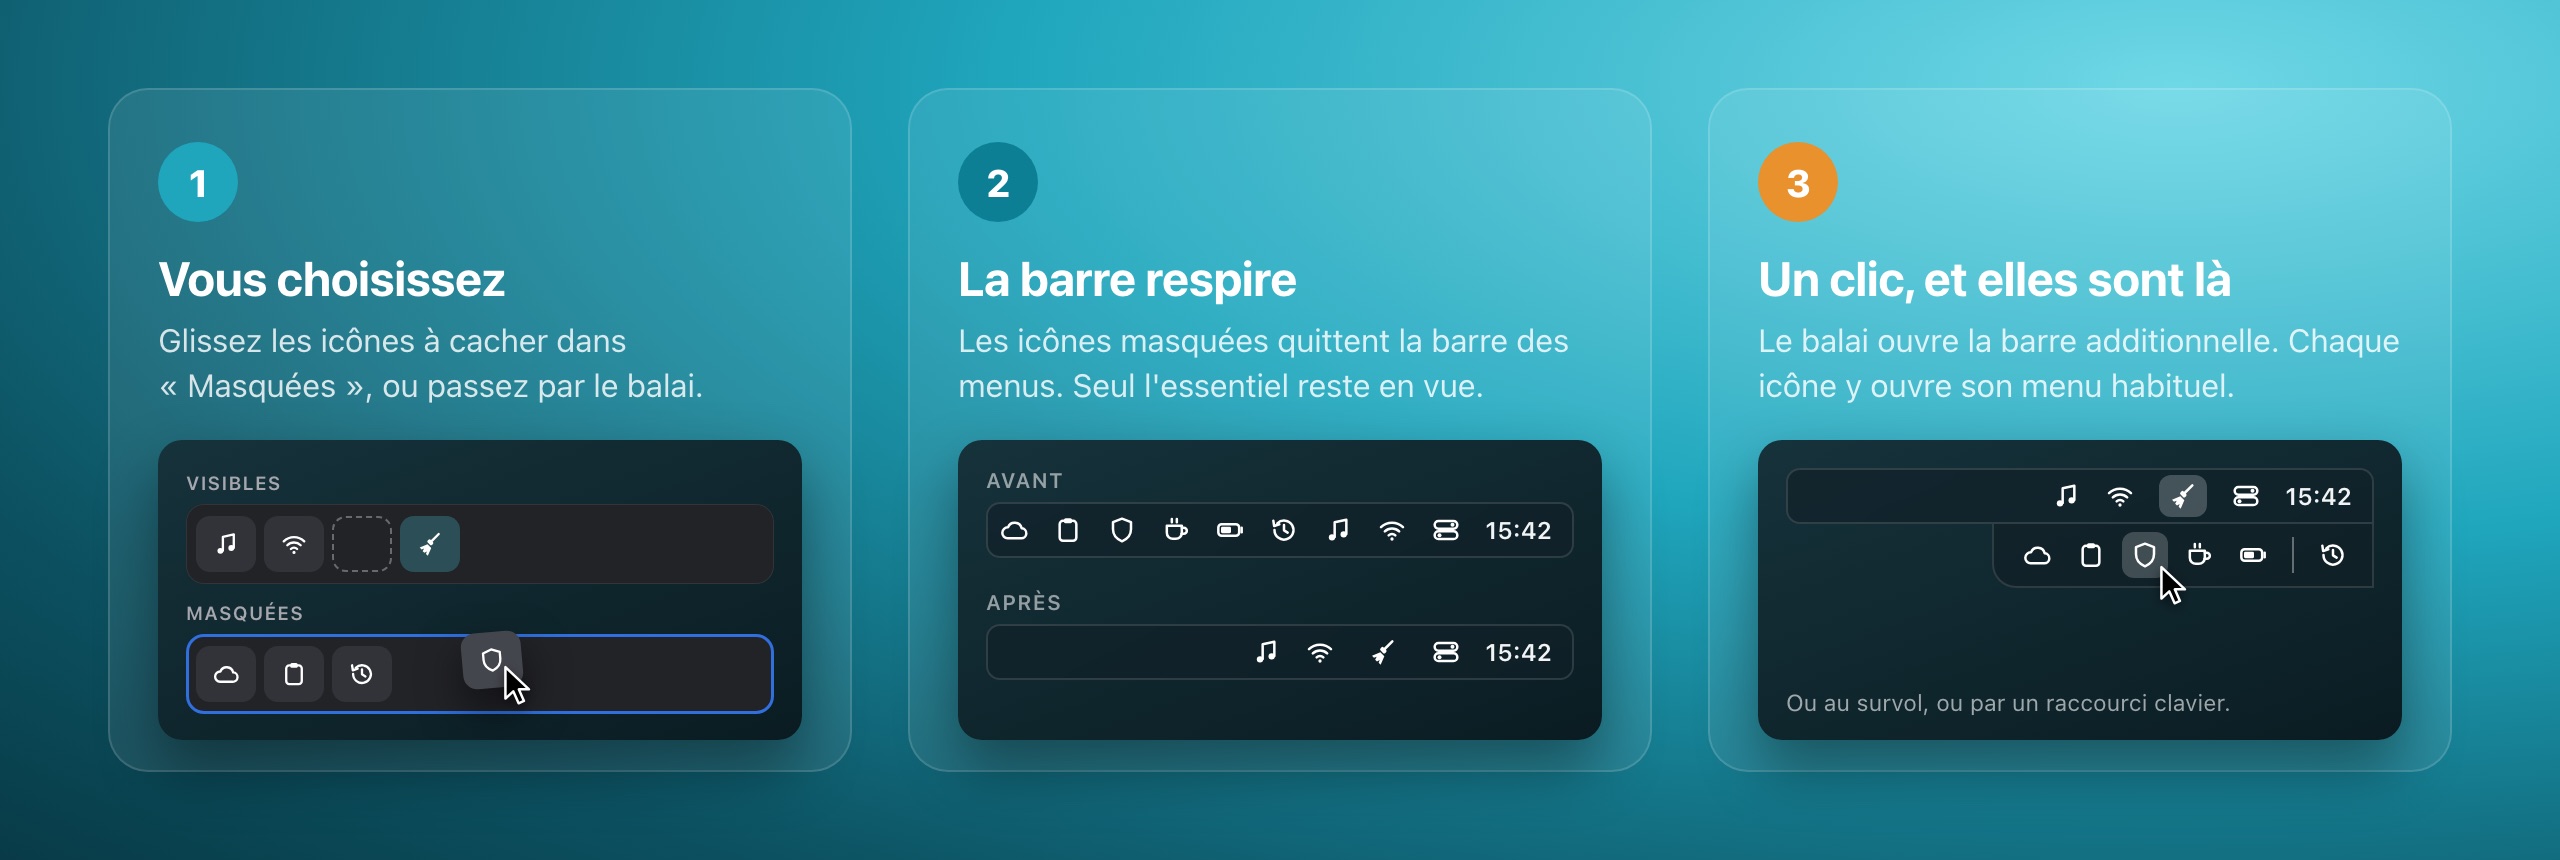 1
Vous choisissez
Glissez les icônes à cacher dans
« Masquées », ou passez par le balai.
VISIBLES
MASQUÉES
2
La barre respire
Les icônes masquées quittent la barre des
menus. Seul l'essentiel reste en vue.
AVANT
15:42
APRÈS
15:42
3
Un clic, et elles sont là
Le balai ouvre la barre additionnelle. Chaque
icône y ouvre son menu habituel.
15:42
Ou au survol, ou par un raccourci clavier.